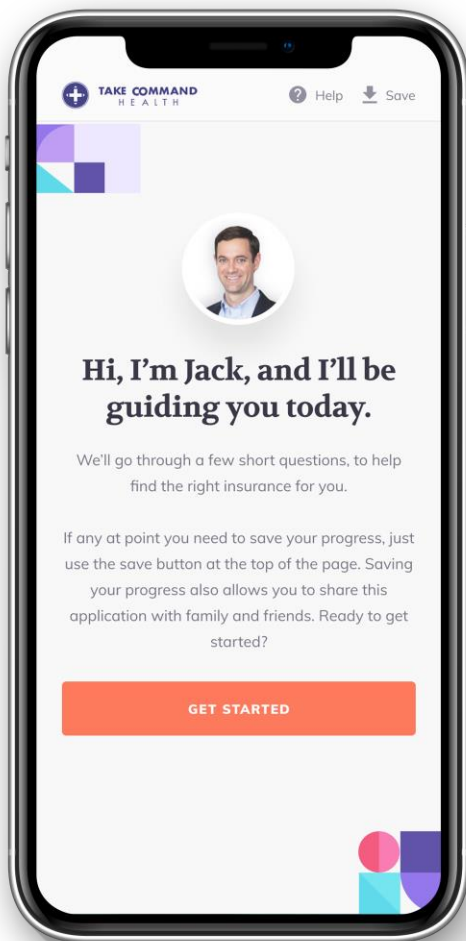 TAKE COMMAND
HEALTH
Help
Save
Hi, I’m Jack, and I’ll be
guiding you today.
We’ll go through a few short questions, to help
find the right insurance for you.
If any at point you need to save your progress, just
use the save button at the top of the page. Saving
your progress also allows you to share this
application with family and friends. Ready to get
started?
GET STARTED